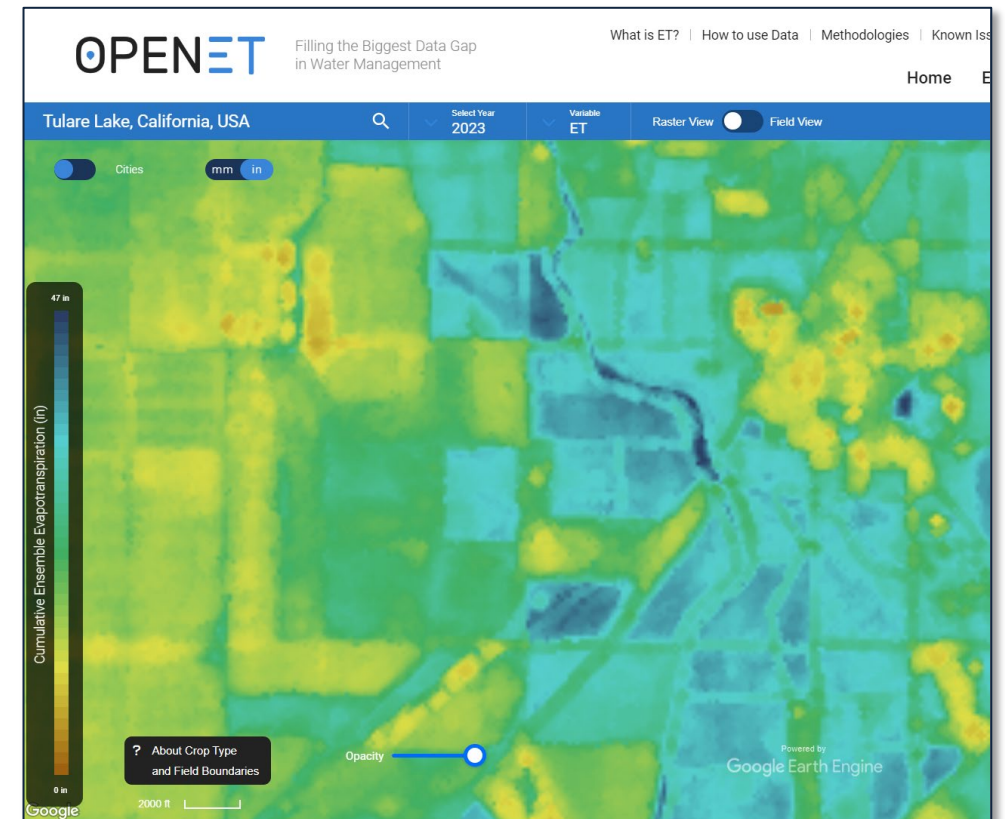 OPENET
Filling the Biggest Data Gap
in Water Management
What is ET? | How to use Data | Methodologies | Known Iss
Home E
Tulare Lake, California, USA
Select Year
2023
Variable
ET
Raster View
Field View
Cities
mm in
47 in
Cumulative Ensemble Evapotranspiration (in)
0 in
? About Crop Type
and Field Boundaries
Opacity
Powered by
Google Earth Engine
2000 ft
Google